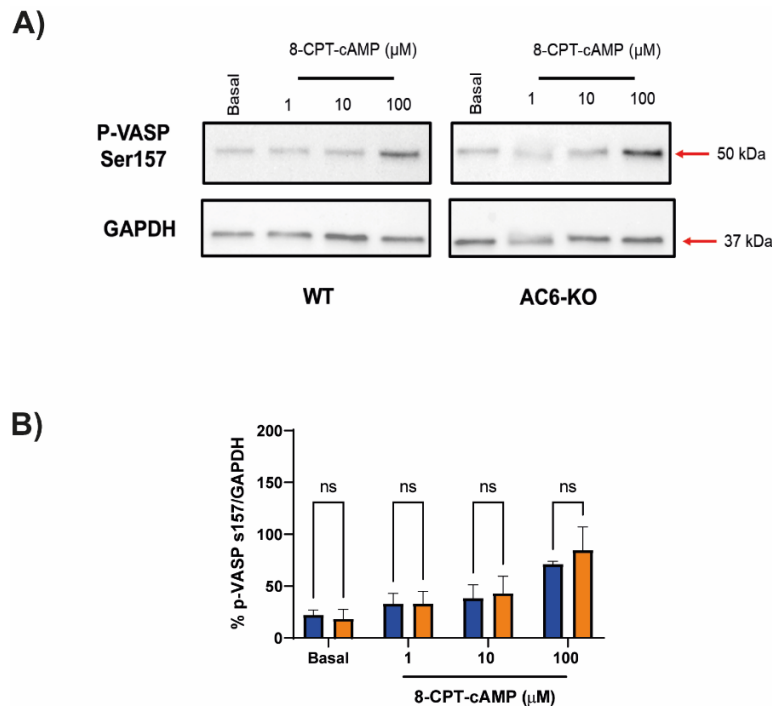 A)
8-CPT-cAMP (µM) 8-CPT-cAMP (µM)
Basal 1 10 100 Basal 1 10 100
P-VASP
Ser157
50 kDa
GAPDH
37 kDa
WT AC6-KO
B)
% p-VASP s157/GAPDH
200
150
100
50
0
ns ns ns ns
Basal 1 10 100
8-CPT-cAMP (µM)